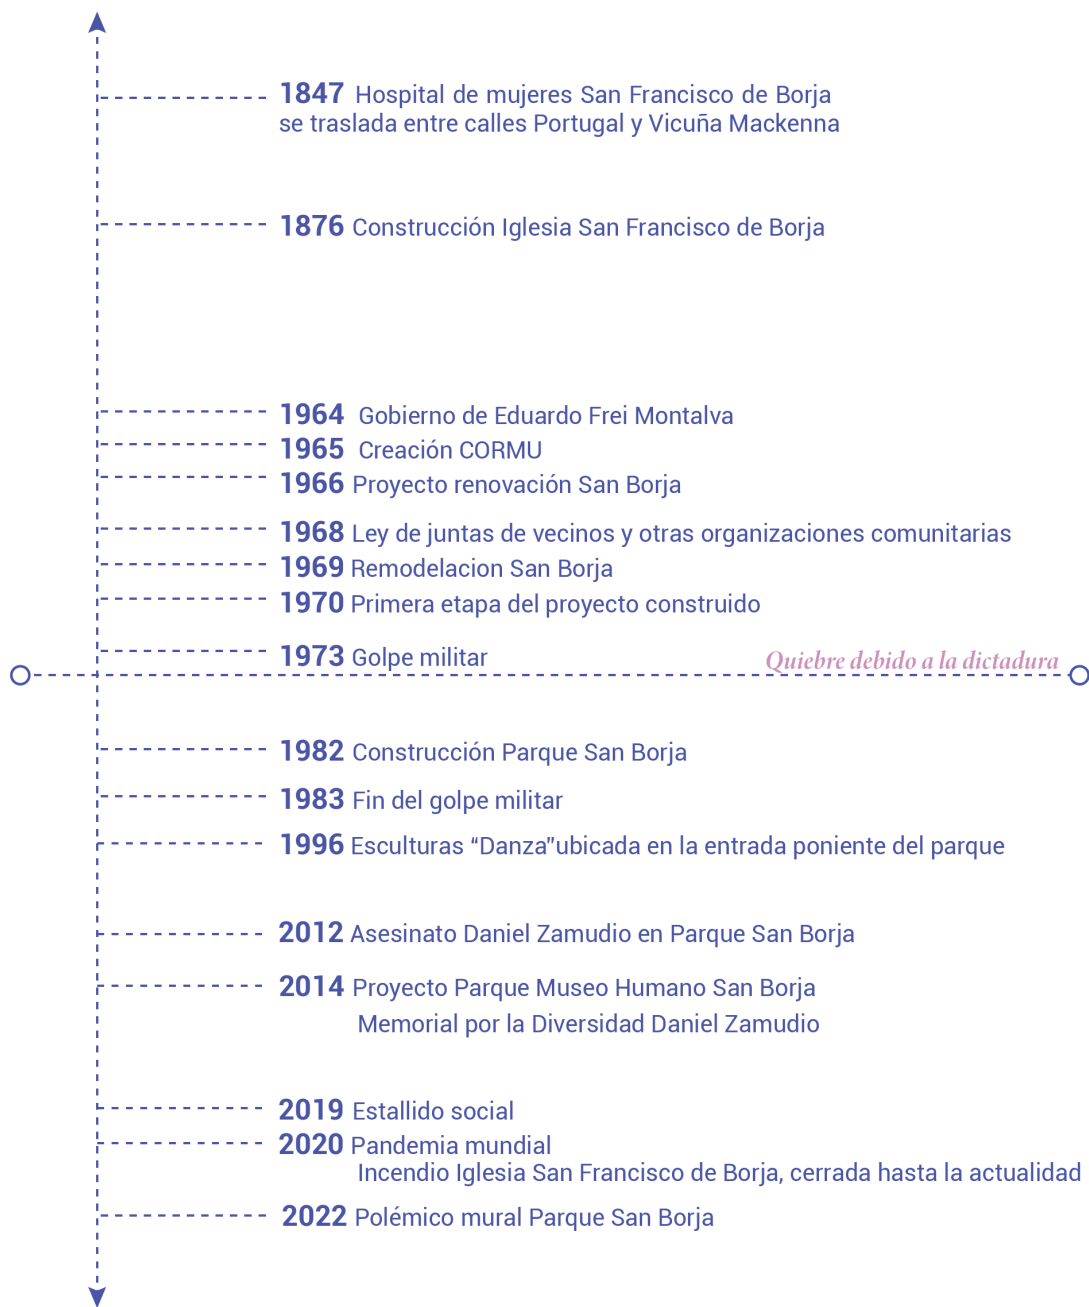 1847 Hospital de mujeres San Francisco de Borja
se traslada entre calles Portugal y Vicuña Mackenna
1876 Construcción Iglesia San Francisco de Borja
1964 Gobierno de Eduardo Frei Montalva
1965 Creación CORMU
1966 Proyecto renovación San Borja
1968 Ley de juntas de vecinos y otras organizaciones comunitarias
1969 Remodelacion San Borja
1970 Primera etapa del proyecto construido
1973 Golpe militar
Quiebre debido a la dictadura
1982 Construcción Parque San Borja
1983 Fin del golpe militar
1996 Esculturas “Danza”ubicada en la entrada poniente del parque
2012 Asesinato Daniel Zamudio en Parque San Borja
2014 Proyecto Parque Museo Humano San Borja
Memorial por la Diversidad Daniel Zamudio
2019 Estallido social
2020 Pandemia mundial
Incendio Iglesia San Francisco de Borja, cerrada hasta la actualidad
2022 Polémico mural Parque San Borja